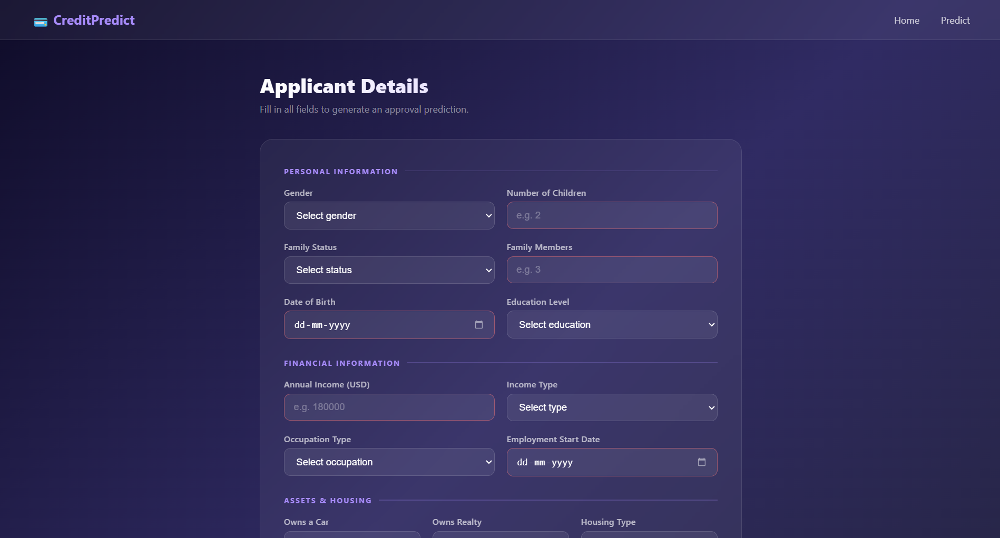 CreditPredict
Home Predict
Applicant Details
Fill in all fields to generate an approval prediction.
PERSONAL INFORMATION
Gender Number of Children
Select gender e.g. 2
Family Status Family Members
Select status e.g. 3
Date of Birth Education Level
dd-mm-yyyy Select education
FINANCIAL INFORMATION
Annual Income (USD) Income Type
e.g. 180000 Select type
Occupation Type Employment Start Date
Select occupation dd-mm-yyyy
ASSETS & HOUSING
Owns a Car Owns Realty Housing Type